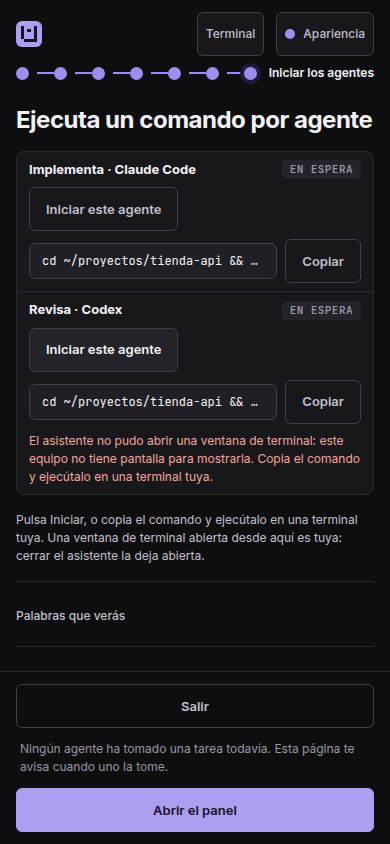 Terminal
Apariencia
Iniciar los agentes
Ejecuta un comando por agente
Implementa · Claude Code
EN ESPERA
Iniciar este agente
cd ~/proyectos/tienda-api && …
Copiar
Revisa · Codex
EN ESPERA
Iniciar este agente
cd ~/proyectos/tienda-api && …
Copiar
El asistente no pudo abrir una ventana de terminal: este
equipo no tiene pantalla para mostrarla. Copia el comando
y ejecútalo en una terminal tuya.
Pulsa Iniciar, o copia el comando y ejecútalo en una terminal
tuya. Una ventana de terminal abierta desde aquí es tuya:
cerrar el asistente la deja abierta.
Palabras que verás
Salir
Ningún agente ha tomado una tarea todavía. Esta página te
avisa cuando uno la tome.
Abrir el panel